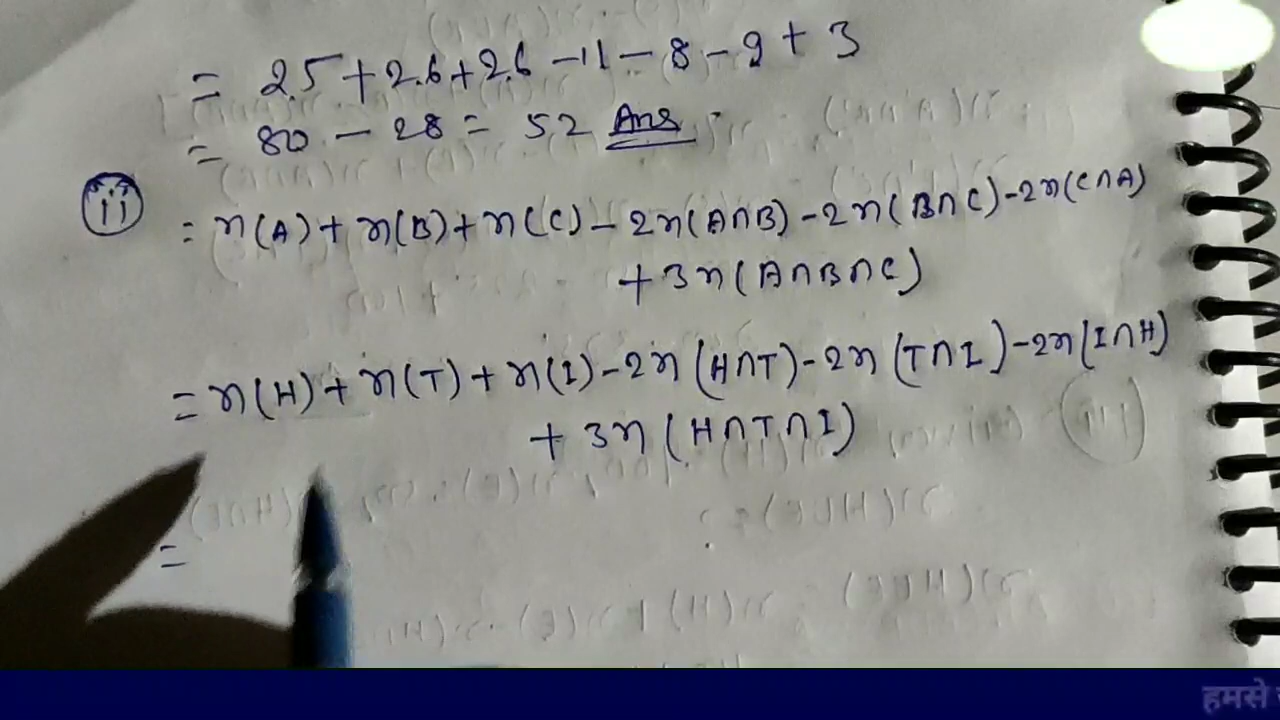 = 25 + 26 + 26 - 11 - 8 - 9 + 3
= 80 - 28 = 52 Ans
(ii) = n(A) + n(B) + n(C) - 2n(A∩B) - 2n(B∩C) - 2n(C∩A)
+ 3n(A∩B∩C)
= n(H) + n(T) + n(I) - 2n(H∩T) - 2n(T∩I) - 2n(I∩H)
+ 3n(H∩T∩I)
=
हमसे